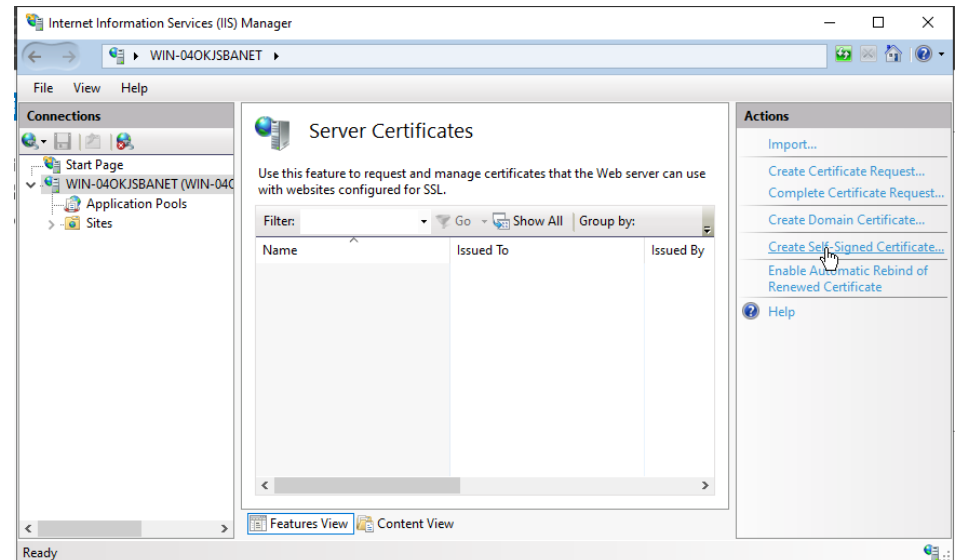 Internet Information Services (IIS) Manager
WIN-04OKJSBANET
File View Help
Connections
Start Page
WIN-04OKJSBANET (WIN-04O
Application Pools
Sites
Server Certificates
Use this feature to request and manage certificates that the Web server can use
with websites configured for SSL.
Filter: Go Show All Group by:
Name Issued To Issued By
Features View Content View
Actions
Import...
Create Certificate Request...
Complete Certificate Request...
Create Domain Certificate...
Create Self-Signed Certificate...
Enable Automatic Rebind of
Renewed Certificate
Help
Ready